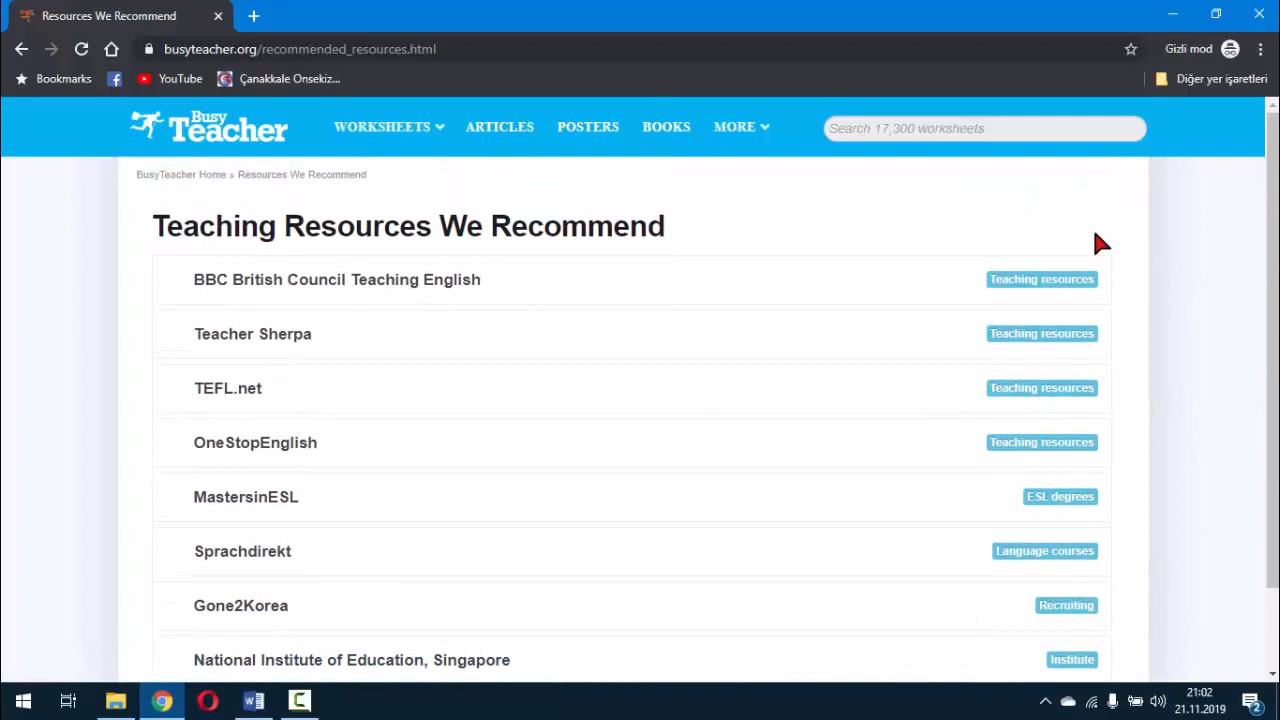 Resources We Recommend
busyteacher.org/recommended_resources.html
Gizli mod
Bookmarks
YouTube
Çanakkale Onsekiz...
Diğer yer işaretleri
Busy Teacher
WORKSHEETS
ARTICLES
POSTERS
BOOKS
MORE
Search 17,300 worksheets
BusyTeacher Home » Resources We Recommend
Teaching Resources We Recommend
BBC British Council Teaching English
Teaching resources
Teacher Sherpa
Teaching resources
TEFL.net
Teaching resources
OneStopEnglish
Teaching resources
MastersinESL
ESL degrees
Sprachdirekt
Language courses
Gone2Korea
Recruiting
National Institute of Education, Singapore
Institute
21:02
21.11.2019
2